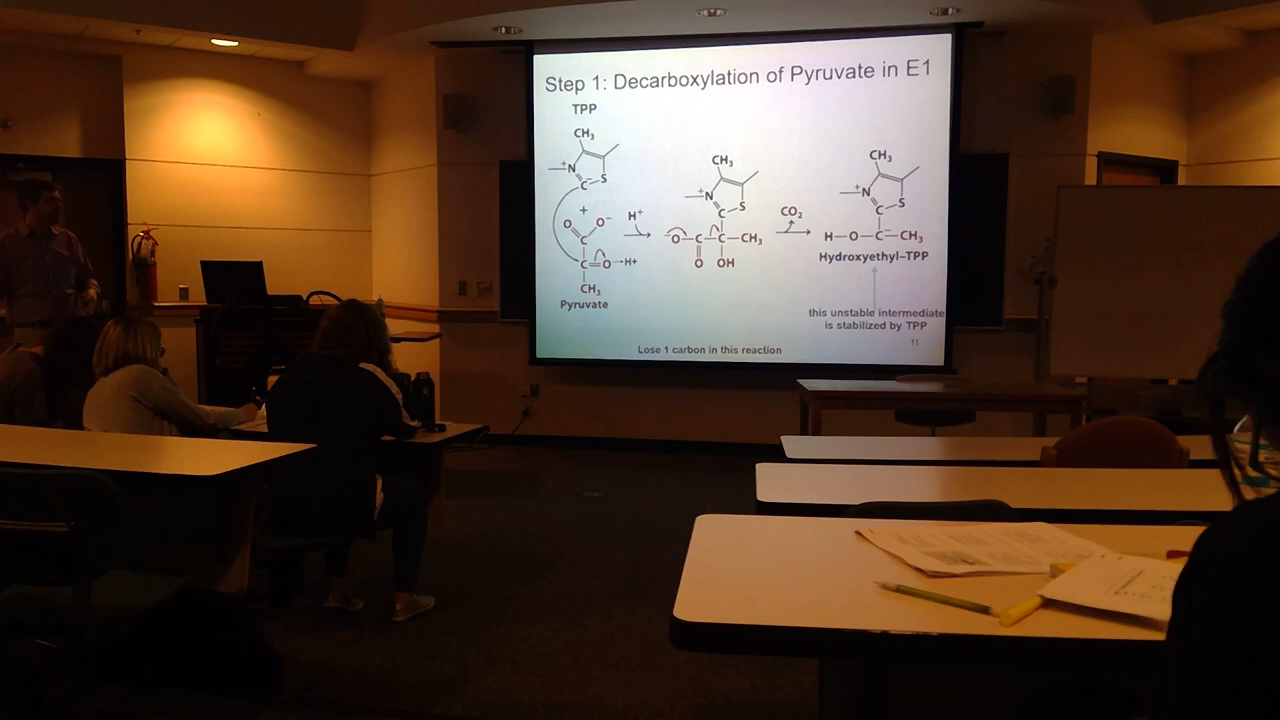 Step 1: Decarboxylation of Pyruvate in E1
TPP
CH₃
+
N
S
C⁻
+
O
O⁻
C
C=O→H+
CH₃
Pyruvate
H⁺
CH₃
+
N
S
C
⁻O—C—C—CH₃
O OH
CO₂
CH₃
+
N
S
C
H—O—C⁻—CH₃
Hydroxyethyl–TPP
this unstable intermediate
is stabilized by TPP
11
Lose 1 carbon in this reaction